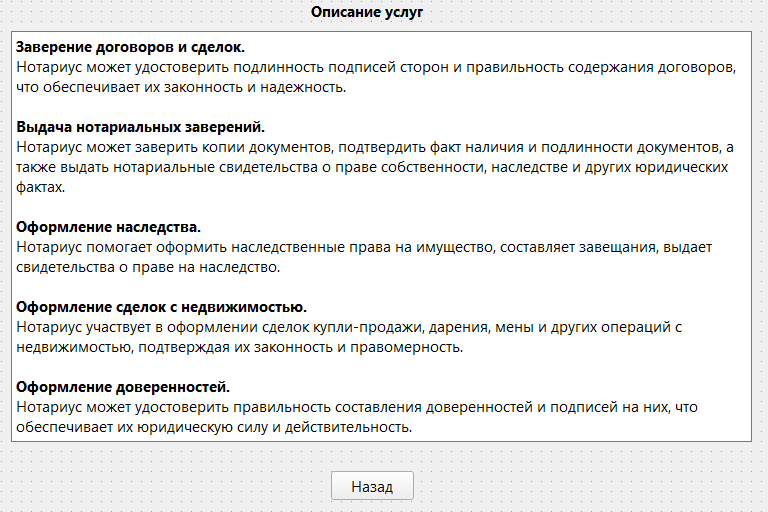 Описание услуг
Заверение договоров и сделок.
Нотариус может удостоверить подлинность подписей сторон и правильность содержания договоров,
что обеспечивает их законность и надежность.
Выдача нотариальных заверений.
Нотариус может заверить копии документов, подтвердить факт наличия и подлинности документов, а
также выдать нотариальные свидетельства о праве собственности, наследстве и других юридических
фактах.
Оформление наследства.
Нотариус помогает оформить наследственные права на имущество, составляет завещания, выдает
свидетельства о праве на наследство.
Оформление сделок с недвижимостью.
Нотариус участвует в оформлении сделок купли-продажи, дарения, мены и других операций с
недвижимостью, подтверждая их законность и правомерность.
Оформление доверенностей.
Нотариус может удостоверить правильность составления доверенностей и подписей на них, что
обеспечивает их юридическую силу и действительность.
Назад